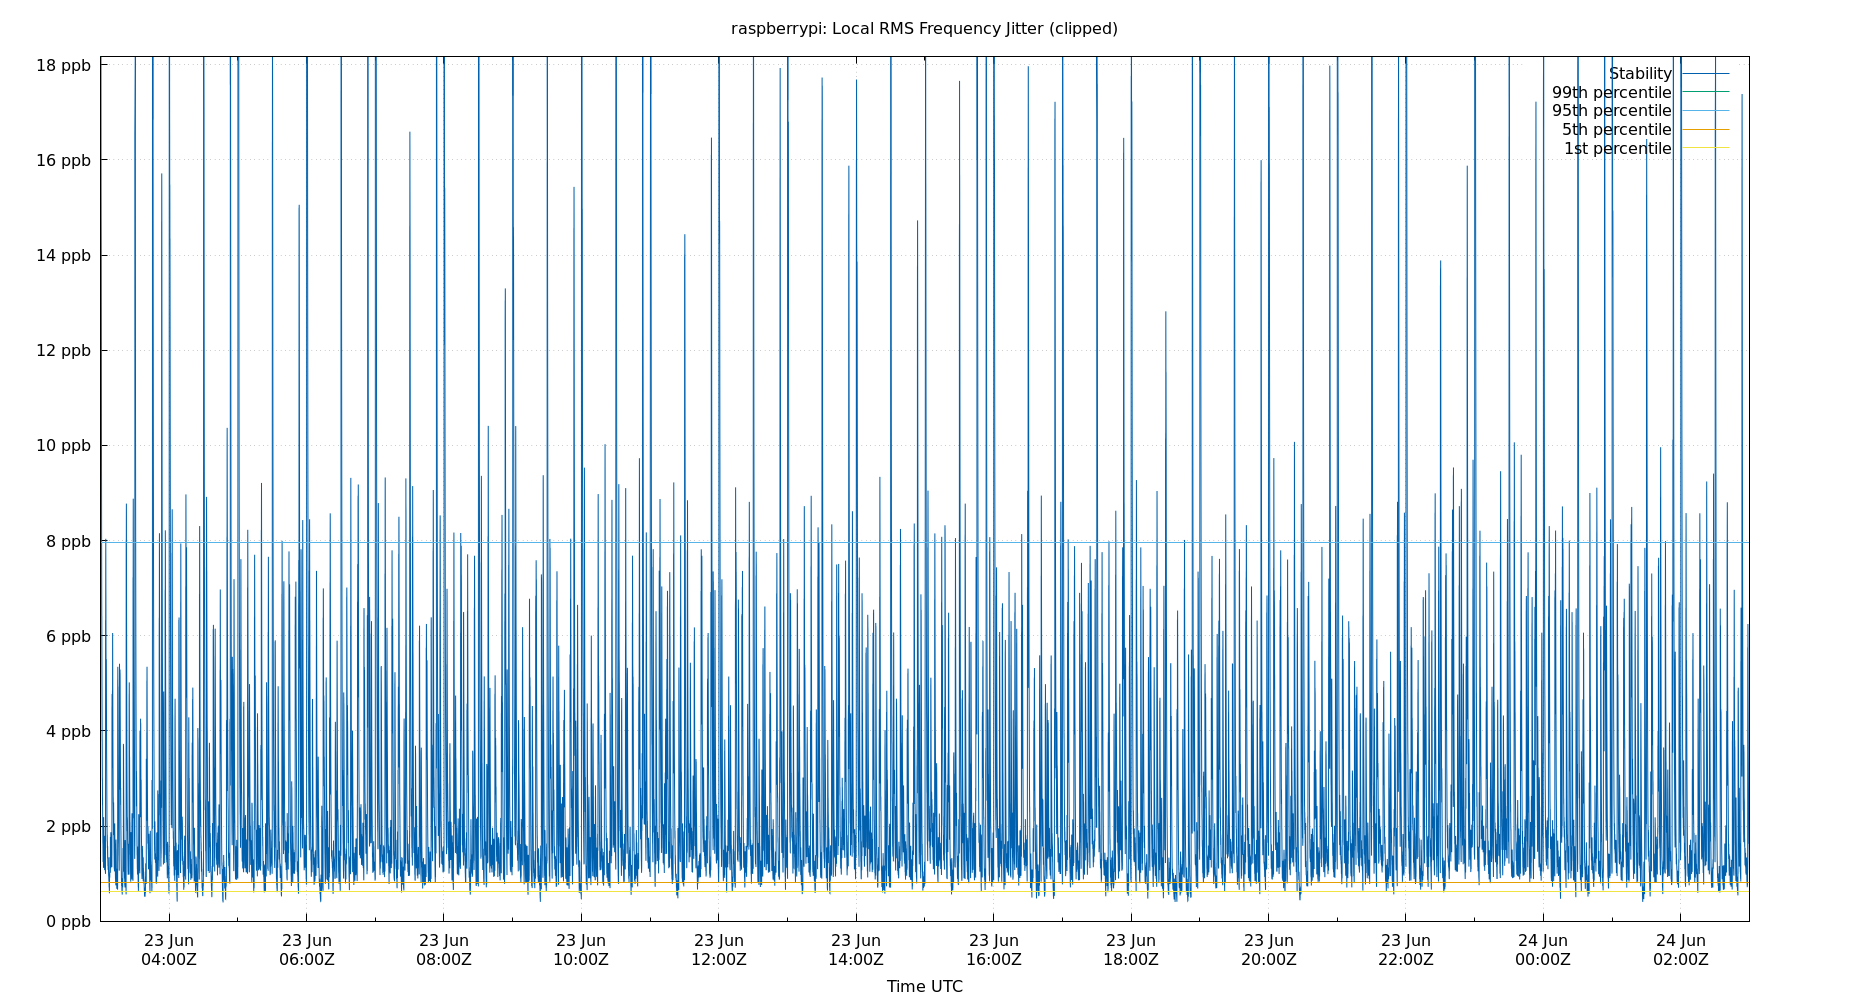 raspberrypi: Local RMS Frequency Jitter (clipped)
18 ppb
16 ppb
14 ppb
12 ppb
10 ppb
8 ppb
6 ppb
4 ppb
2 ppb
0 ppb
Stability
99th percentile
95th percentile
5th percentile
1st percentile
23 Jun 23 Jun 23 Jun 23 Jun 23 Jun 23 Jun 23 Jun 23 Jun 23 Jun 23 Jun 24 Jun 24 Jun
04:00Z 06:00Z 08:00Z 10:00Z 12:00Z 14:00Z 16:00Z 18:00Z 20:00Z 22:00Z 00:00Z 02:00Z
Time UTC